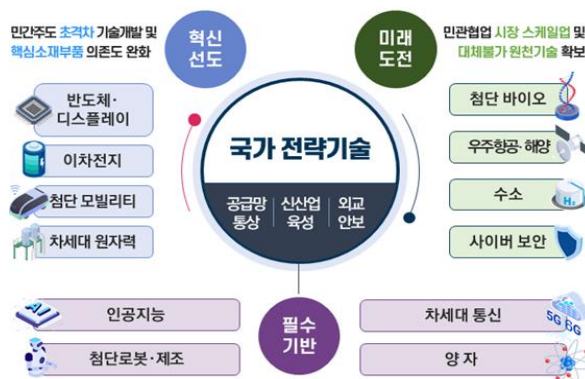 민간주도 초격차 기술개발 및
핵심소재부품 의존도 완화
혁신
선도
미래
도전
민관협업 시장 스케일업 및
대체불가 원천기술 확보
반도체·
디스플레이
이차전지
첨단 모빌리티
차세대 원자력
국가 전략기술
공급망
통상
신산업
육성
외교
안보
첨단 바이오
우주항공·해양
수소
H₂
사이버 보안
필수
기반
AI
인공지능
첨단로봇·제조
차세대 통신
5G 6G
양자